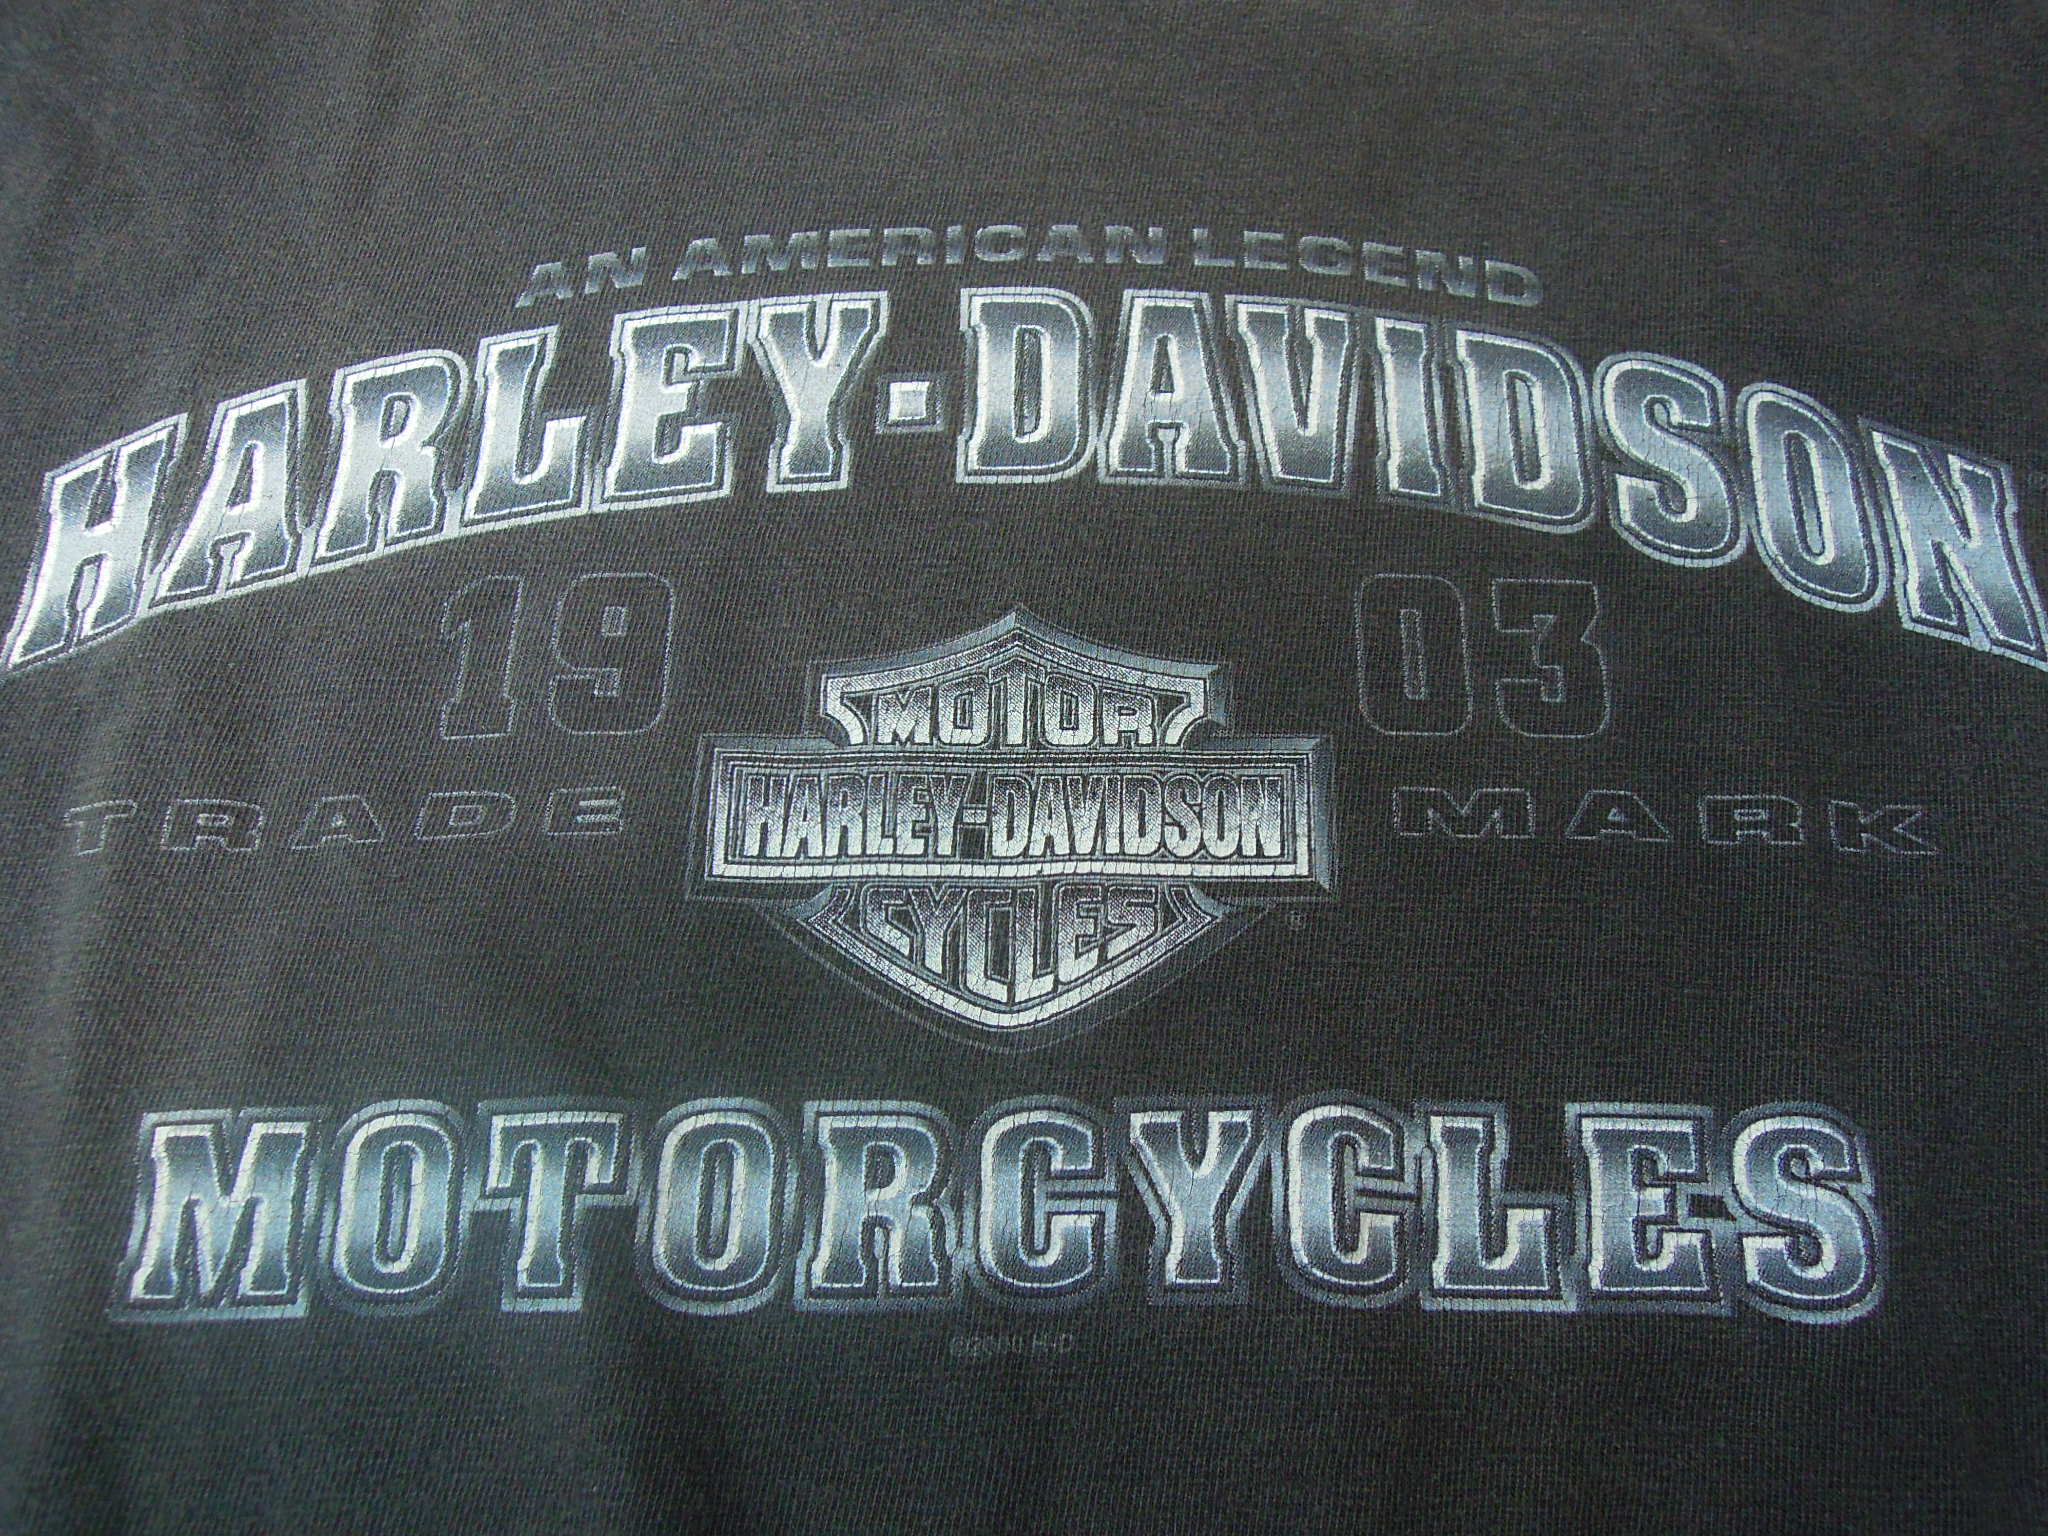 AN AMERICAN LEGEND
HARLEY-DAVIDSON
19 03
MOTOR
TRADE MARK
HARLEY-DAVIDSON
CYCLES
®
MOTORCYCLES
H-D